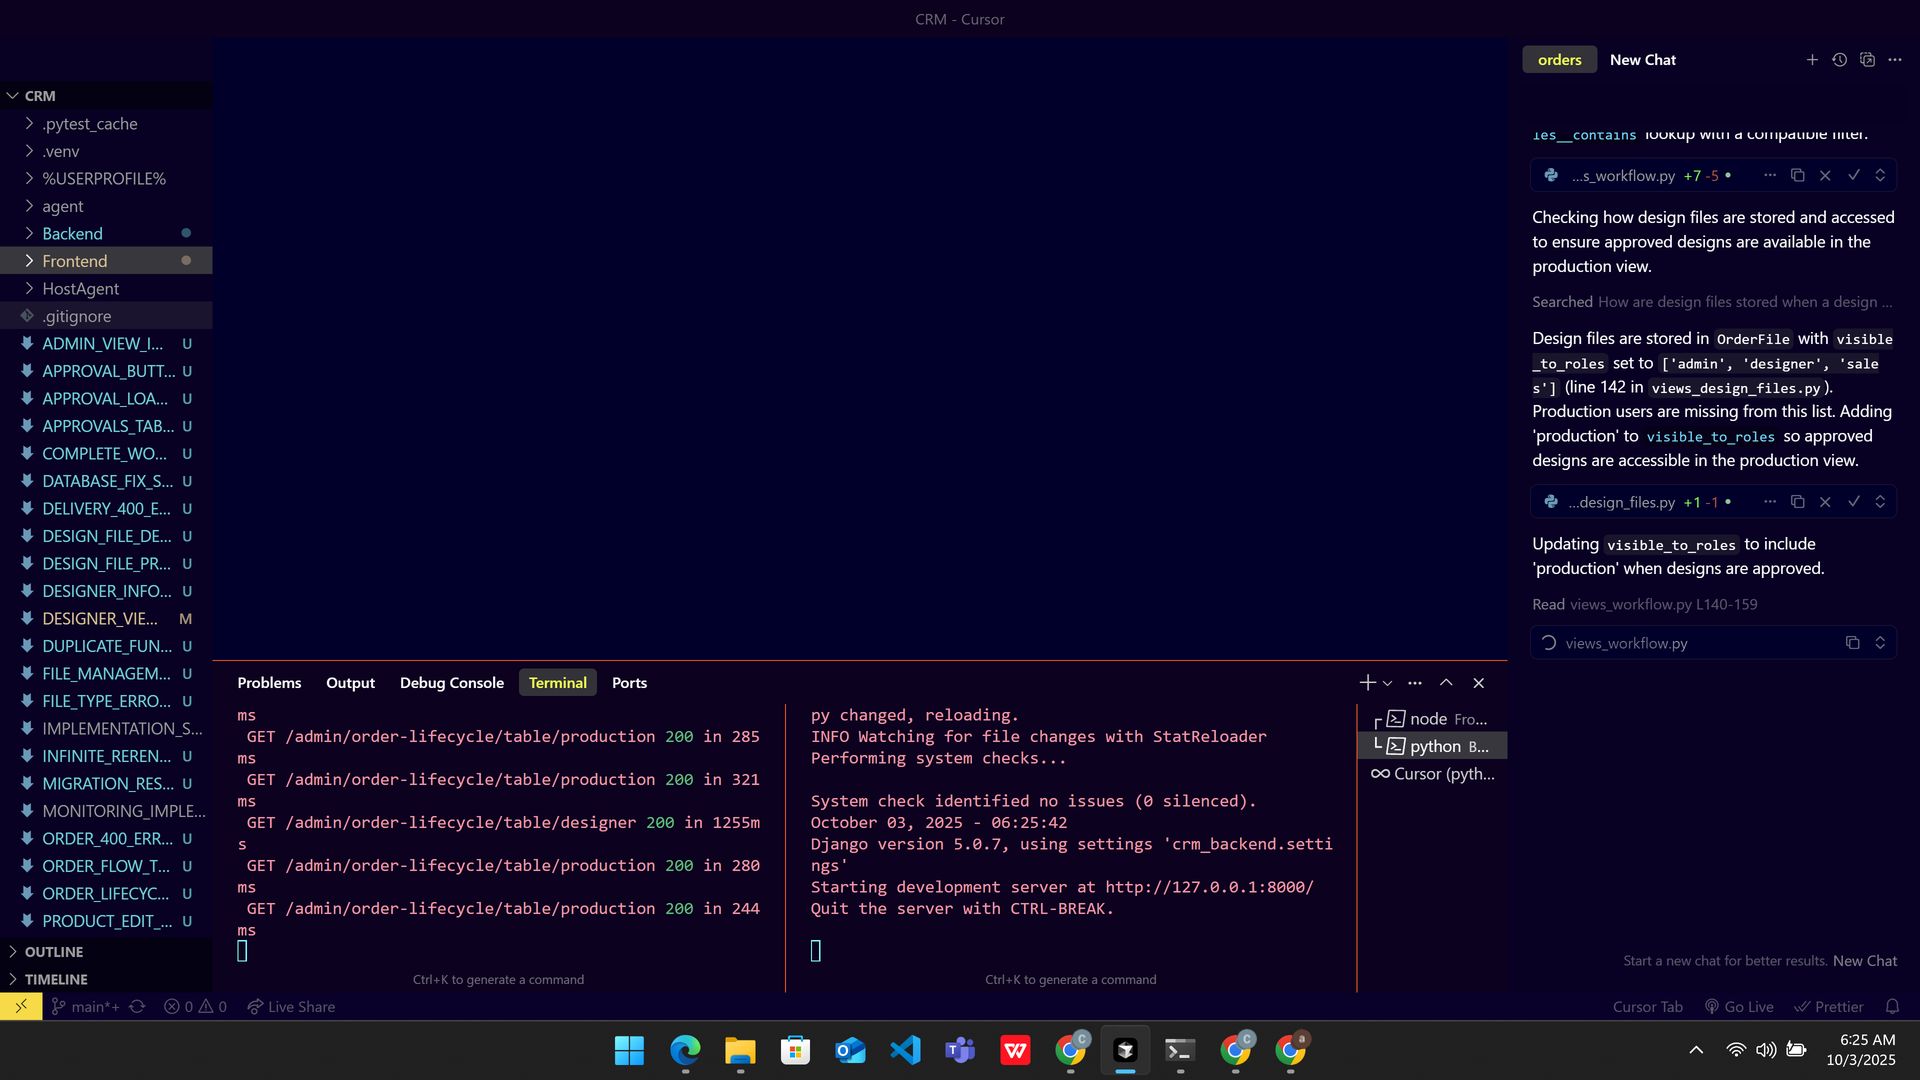 CRM - Cursor
CRM
.pytest_cache
.venv
%USERPROFILE%
agent
Backend
Frontend
HostAgent
.gitignore
ADMIN_VIEW_I... U
APPROVAL_BUTT... U
APPROVAL_LOA... U
APPROVALS_TAB... U
COMPLETE_WO... U
DATABASE_FIX_S... U
DELIVERY_400_E... U
DESIGN_FILE_DE... U
DESIGN_FILE_PR... U
DESIGNER_INFO... U
DESIGNER_VIE... M
DUPLICATE_FUN... U
FILE_MANAGEM... U
FILE_TYPE_ERRO... U
IMPLEMENTATION_S...
INFINITE_REREN... U
MIGRATION_RES... U
MONITORING_IMPLE...
ORDER_400_ERR... U
ORDER_FLOW_T... U
ORDER_LIFECYC... U
PRODUCT_EDIT_... U
OUTLINE
TIMELINE
Problems Output Debug Console Terminal Ports
ms
GET /admin/order-lifecycle/table/production 200 in 285
ms
GET /admin/order-lifecycle/table/production 200 in 321
ms
GET /admin/order-lifecycle/table/designer 200 in 1255m
s
GET /admin/order-lifecycle/table/production 200 in 280
ms
GET /admin/order-lifecycle/table/production 200 in 244
ms
Ctrl+K to generate a command
py changed, reloading.
INFO Watching for file changes with StatReloader
Performing system checks...
System check identified no issues (0 silenced).
October 03, 2025 - 06:25:42
Django version 5.0.7, using settings 'crm_backend.setti
ngs'
Starting development server at http://127.0.0.1:8000/
Quit the server with CTRL-BREAK.
Ctrl+K to generate a command
node Fro...
python B...
Cursor (pyth...
orders New Chat
les__contains lookup with a compatible filter.
...s_workflow.py +7 -5
Checking how design files are stored and accessed
to ensure approved designs are available in the
production view.
Searched How are design files stored when a design ...
Design files are stored in OrderFile with visible
_to_roles set to ['admin', 'designer', 'sale
s'] (line 142 in views_design_files.py).
Production users are missing from this list. Adding
'production' to visible_to_roles so approved
designs are accessible in the production view.
...design_files.py +1 -1
Updating visible_to_roles to include
'production' when designs are approved.
Read views_workflow.py L140-159
views_workflow.py
Start a new chat for better results. New Chat
main*+ 0 0 Live Share
Cursor Tab Go Live Prettier
6:25 AM
10/3/2025